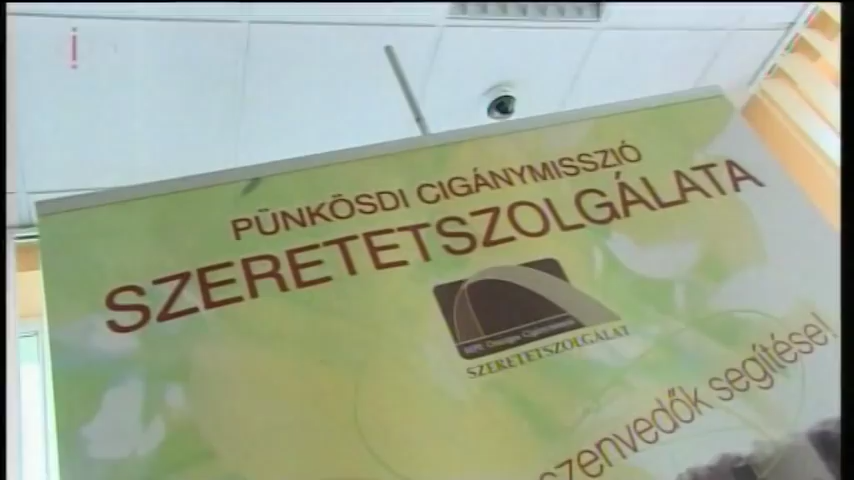 PÜNKÖSDI CIGÁNYMISSZIÓ
SZERETETSZOLGÁLATA
SZERETETSZOLGÁLAT
szenvedők segítése!